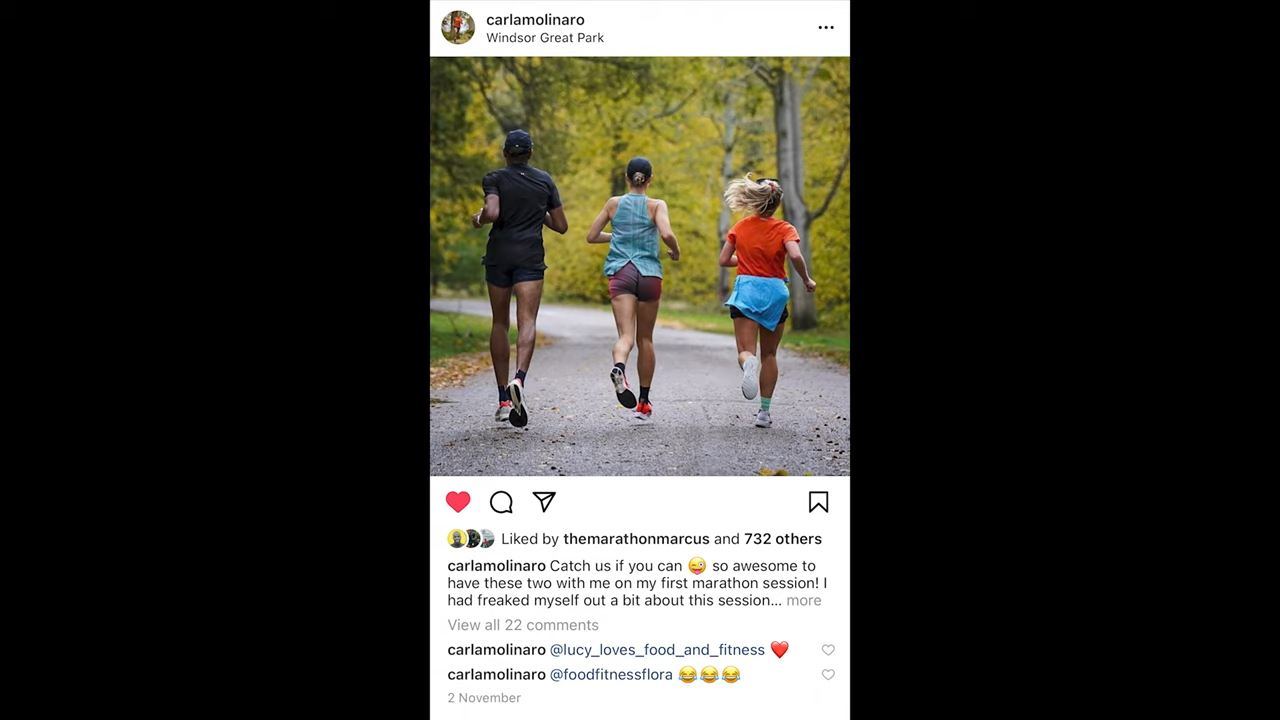 carlamolinaro
Windsor Great Park
Liked by themarathonmarcus and 732 others
carlamolinaro Catch us if you can 😜 so awesome to
have these two with me on my first marathon session! I
had freaked myself out a bit about this session... more
View all 22 comments
carlamolinaro @lucy_loves_food_and_fitness ❤️
carlamolinaro @foodfitnessflora 😂😂😂
2 November